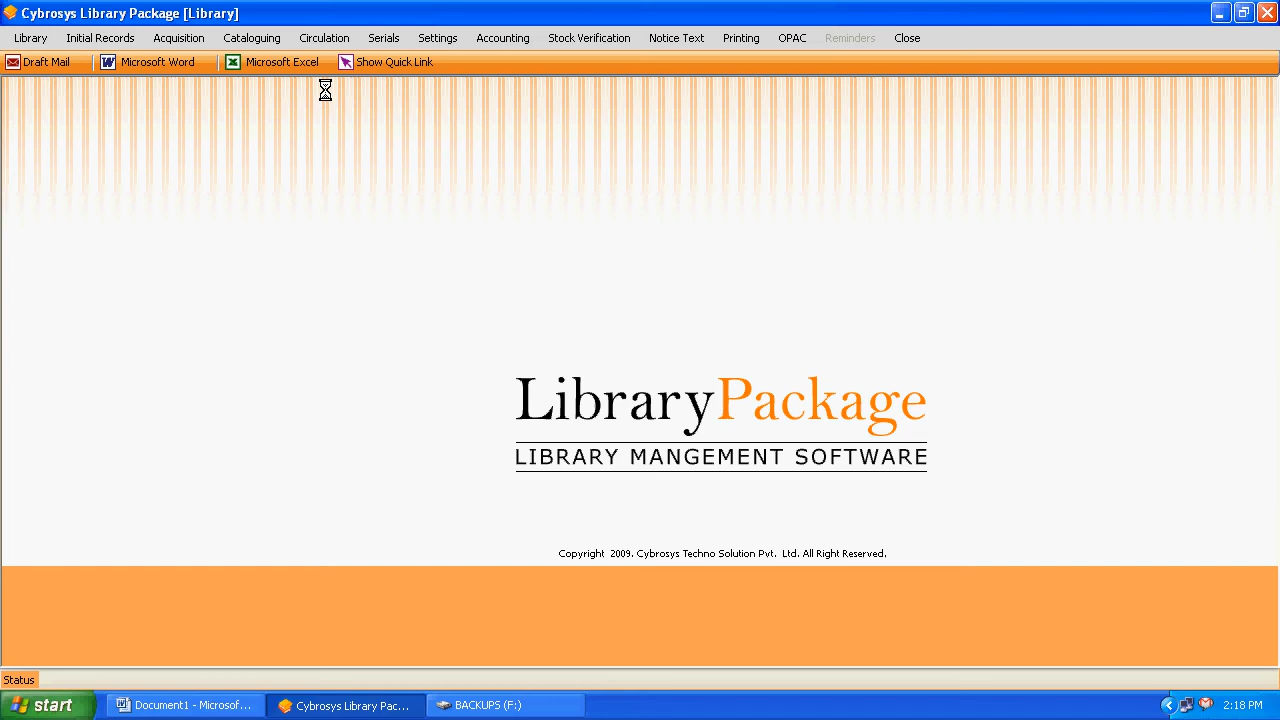 Cybrosys Library Package [Library]
Library Initial Records Acquisition Cataloguing Circulation Serials Settings Accounting Stock Verification Notice Text Printing OPAC Reminders Close
Draft Mail Microsoft Word Microsoft Excel Show Quick Link
LibraryPackage
LIBRARY MANGEMENT SOFTWARE
Copyright 2009. Cybrosys Techno Solution Pvt. Ltd. All Right Reserved.
Status
start Document1 - Microsof... Cybrosys Library Pac... BACKUPS (F:) 2:18 PM